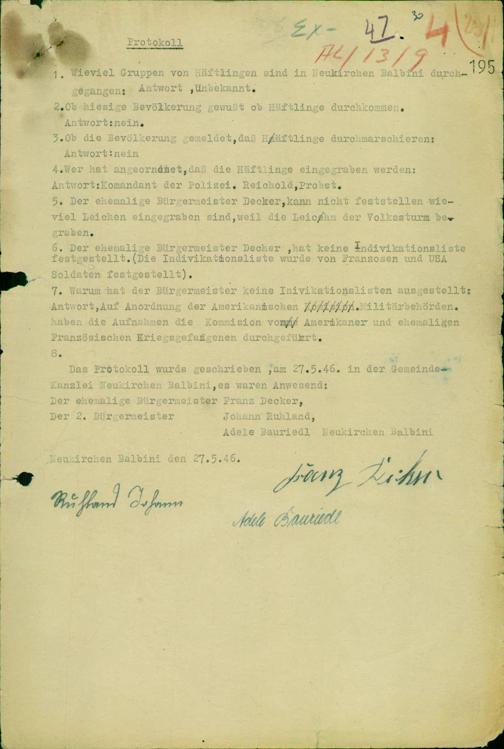 Ex- 47. 30 4
AL/13/9
195
Protokoll
1. Wieviel Gruppen von Häftlingen sind in Neukirchen Balbini durch-
gegangen: Antwort ,Unbekannt.
2.Ob hiesige Bevölkerung gewußt ob Häftlinge durchkommen.
Antwort:nein.
3.Ob die Bevölkerung gemeldet,daß Häftlinge durchmarschieren:
Antwort:nein
4.Wer hat angeordnet,daß die Häftlinge eingegraben werden:
Antwort:Komandant der Polizei. Reichold,Probst.
5. Der ehemalige Bürgermeister Decker,kann nicht feststellen wie-
viel Leichen eingegraben sind,weil die Leichn der Volksturm be-
graben.
6. Der ehemalige Bürgermeister Decher ,hat keine Indivikationsliste
festgestellt.(Die Indivikationsliste wurde von Franzosen und USA
Soldaten festgestellt).
7. Warum hat der Bürgermeister keine Inivikationslisten ausgestellt:
Antwort,Auf Anordnung der Amerikanischen Militärbehörden.
haben die Aufnahmen die Kommision von Amerikaner und ehemaligen
Französischen Kriegsgefangenen durchgeführt.
8.
Das Protokoll wurde geschrieben ,am 27.5.46. in der Gemeinde-
Kanzlei Neukirchen Balbini,es waren Anwesend:
Der ehemalige Bürgermeister Franz Decker,
Der 2. Bürgermeister Johann Ruhland,
Adele Bauriedl Neukirchen Balbini
Neukirchen Balbini den 27.5.46.
Franz
Ruhland Johann
Adele Bauriedl